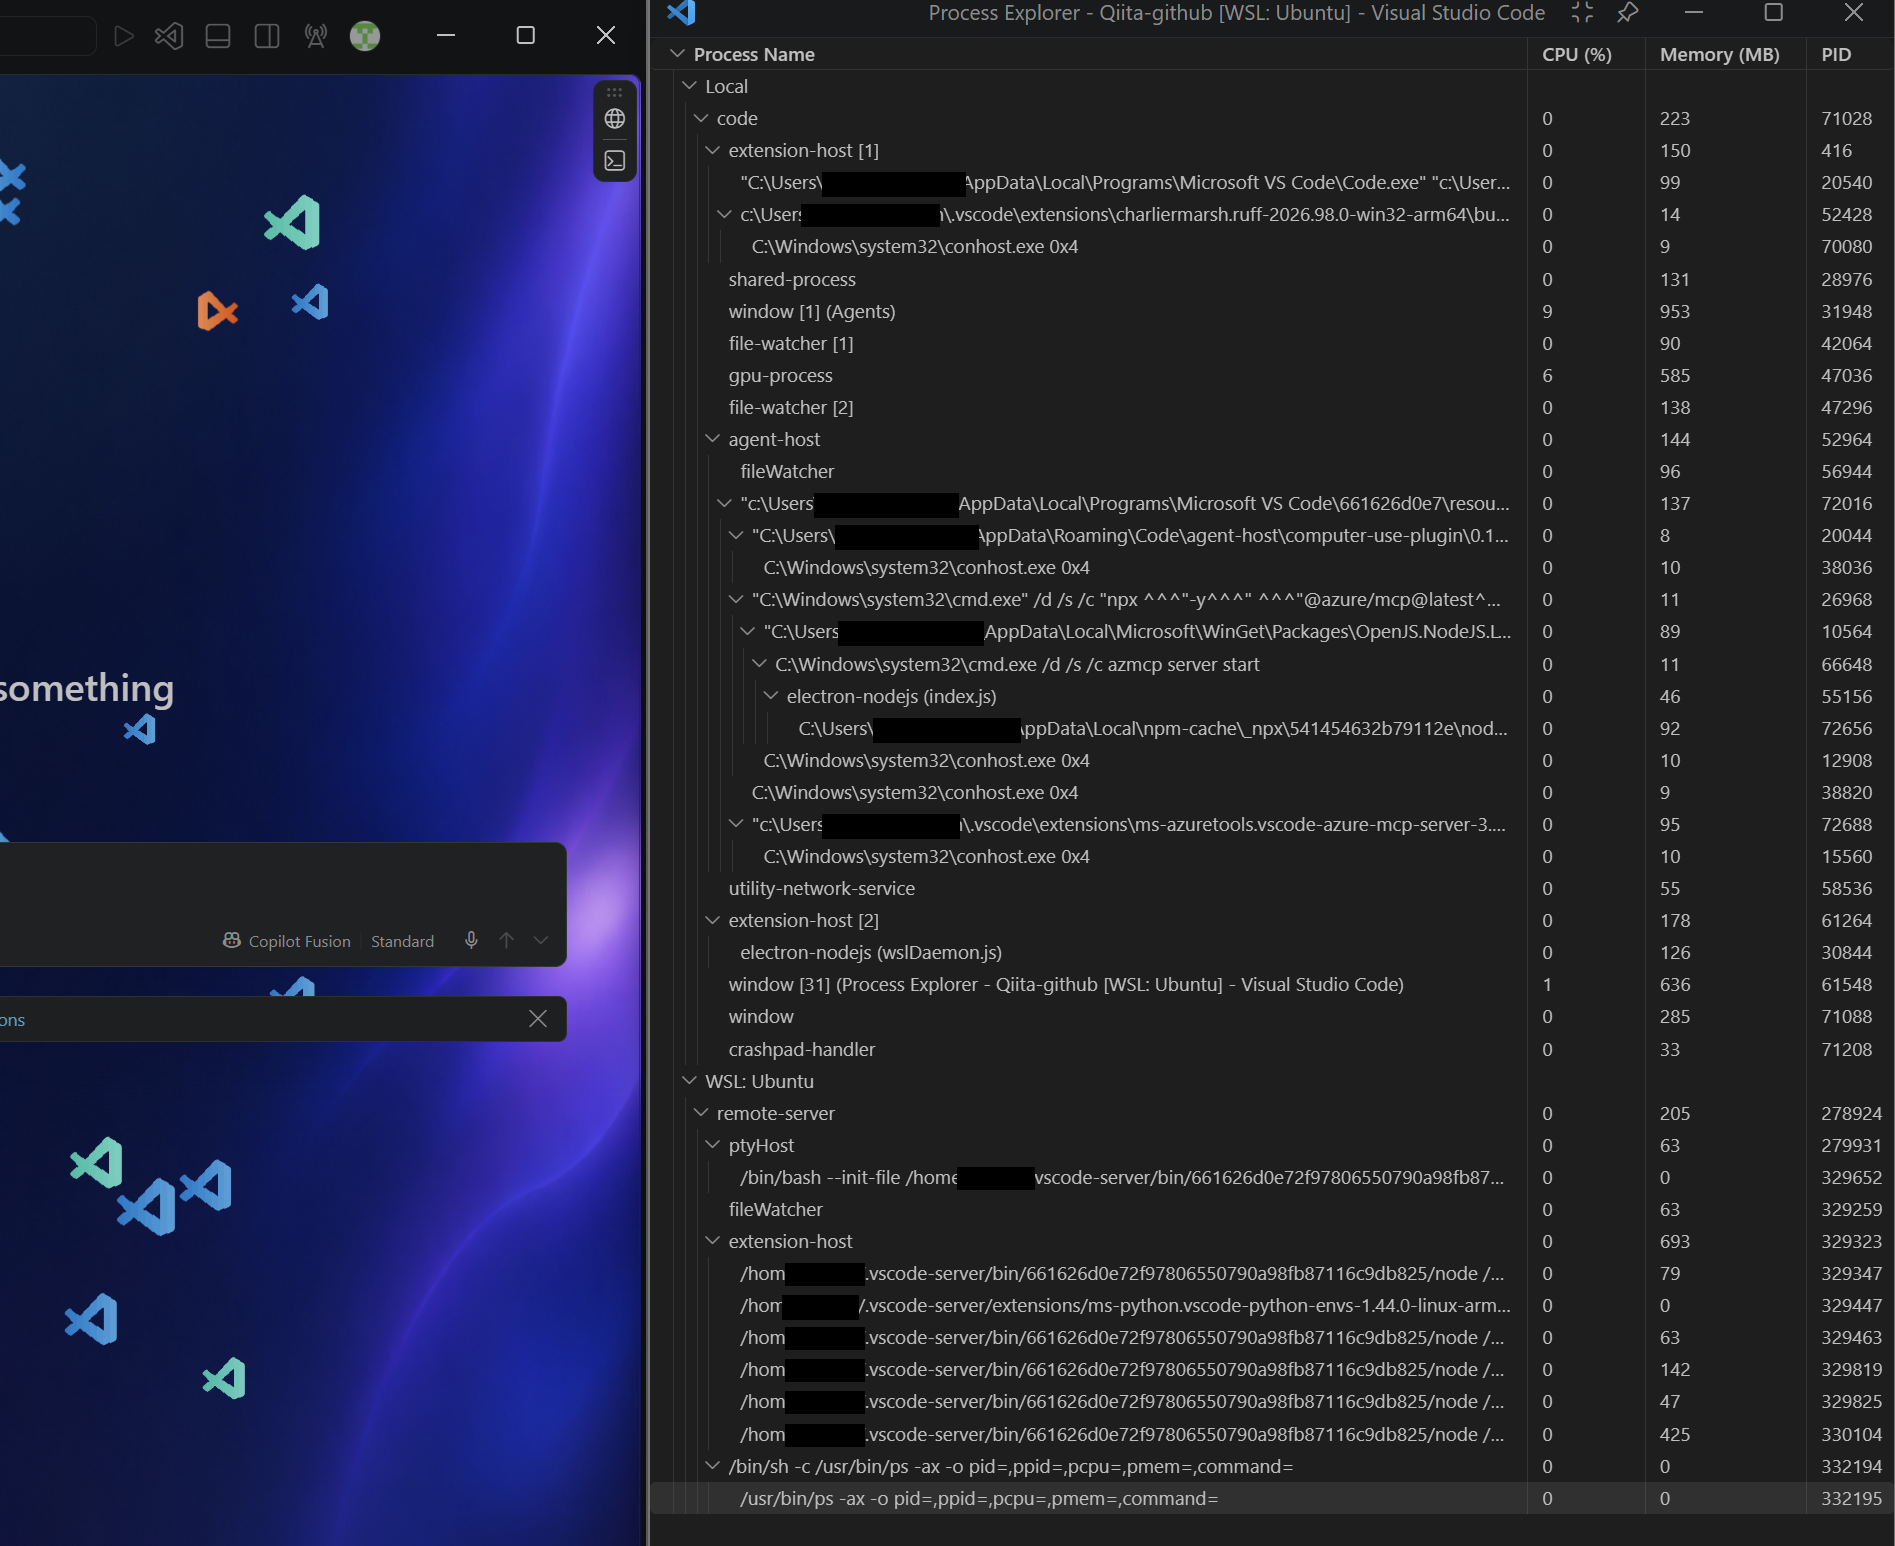 something
Copilot Fusion Standard
ons
Process Explorer - Qiita-github [WSL: Ubuntu] - Visual Studio Code
Process Name CPU (%) Memory (MB) PID
Local
code 0 223 71028
extension-host [1] 0 150 416
"C:\Users\ AppData\Local\Programs\Microsoft VS Code\Code.exe" "c:\User... 0 99 20540
c:\Users \.vscode\extensions\charliermarsh.ruff-2026.98.0-win32-arm64\bu... 0 14 52428
C:\Windows\system32\conhost.exe 0x4 0 9 70080
shared-process 0 131 28976
window [1] (Agents) 9 953 31948
file-watcher [1] 0 90 42064
gpu-process 6 585 47036
file-watcher [2] 0 138 47296
agent-host 0 144 52964
fileWatcher 0 96 56944
"c:\Users\ AppData\Local\Programs\Microsoft VS Code\661626d0e7\resou... 0 137 72016
"C:\Users\ AppData\Roaming\Code\agent-host\computer-use-plugin\0.1... 0 8 20044
C:\Windows\system32\conhost.exe 0x4 0 10 38036
"C:\Windows\system32\cmd.exe" /d /s /c "npx ^^^"-y^^^" ^^^"@azure/mcp@latest^... 0 11 26968
"C:\Users AppData\Local\Microsoft\WinGet\Packages\OpenJS.NodeJS.L... 0 89 10564
C:\Windows\system32\cmd.exe /d /s /c azmcp server start 0 11 66648
electron-nodejs (index.js) 0 46 55156
C:\Users\ \ppData\Local\npm-cache\_npx\541454632b79112e\nod... 0 92 72656
C:\Windows\system32\conhost.exe 0x4 0 10 12908
C:\Windows\system32\conhost.exe 0x4 0 9 38820
"c:\Users \.vscode\extensions\ms-azuretools.vscode-azure-mcp-server-3.... 0 95 72688
C:\Windows\system32\conhost.exe 0x4 0 10 15560
utility-network-service 0 55 58536
extension-host [2] 0 178 61264
electron-nodejs (wslDaemon.js) 0 126 30844
window [31] (Process Explorer - Qiita-github [WSL: Ubuntu] - Visual Studio Code) 1 636 61548
window 0 285 71088
crashpad-handler 0 33 71208
WSL: Ubuntu
remote-server 0 205 278924
ptyHost 0 63 279931
/bin/bash --init-file /home vscode-server/bin/661626d0e72f97806550790a98fb87... 0 0 329652
fileWatcher 0 63 329259
extension-host 0 693 329323
/hom .vscode-server/bin/661626d0e72f97806550790a98fb87116c9db825/node /... 0 79 329347
/hom /.vscode-server/extensions/ms-python.vscode-python-envs-1.44.0-linux-arm... 0 0 329447
/hom .vscode-server/bin/661626d0e72f97806550790a98fb87116c9db825/node /... 0 63 329463
/hom .vscode-server/bin/661626d0e72f97806550790a98fb87116c9db825/node /... 0 142 329819
/hom .vscode-server/bin/661626d0e72f97806550790a98fb87116c9db825/node /... 0 47 329825
/hom .vscode-server/bin/661626d0e72f97806550790a98fb87116c9db825/node /... 0 425 330104
/bin/sh -c /usr/bin/ps -ax -o pid=,ppid=,pcpu=,pmem=,command= 0 0 332194
/usr/bin/ps -ax -o pid=,ppid=,pcpu=,pmem=,command= 0 0 332195